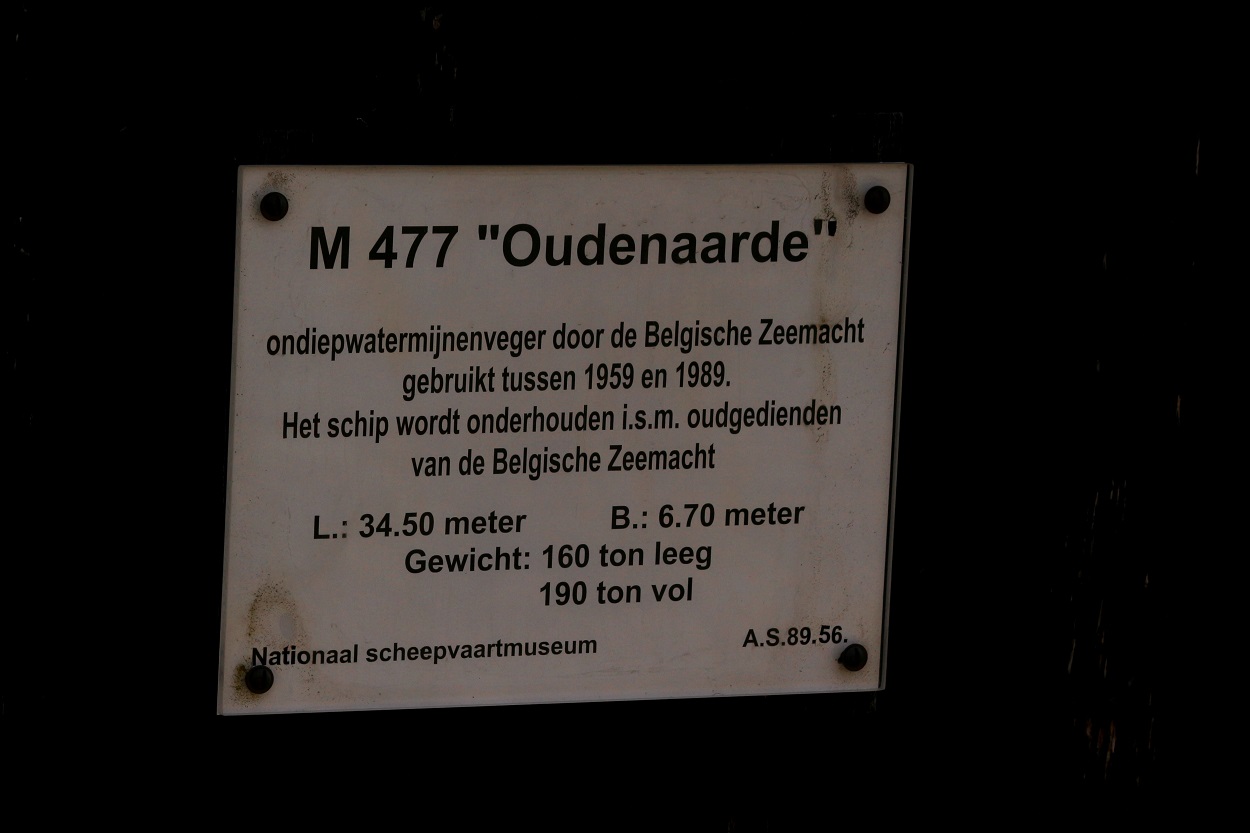 M 477 "Oudenaarde"
ondiepwatermijnenveger door de Belgische Zeemacht
gebruikt tussen 1959 en 1989.
Het schip wordt onderhouden i.s.m. oudgedienden
van de Belgische Zeemacht
L.: 34.50 meter B.: 6.70 meter
Gewicht: 160 ton leeg
190 ton vol
Nationaal scheepvaartmuseum A.S.89.56.